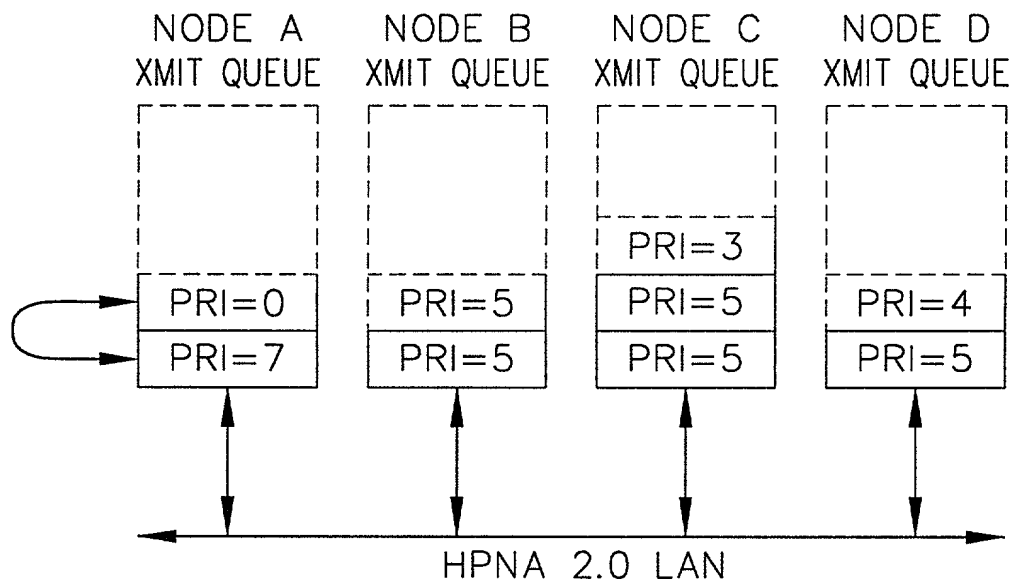 NODE A NODE B NODE C NODE D
XMIT QUEUE XMIT QUEUE XMIT QUEUE XMIT QUEUE
PRI=3
PRI=0 PRI=5 PRI=5 PRI=4
PRI=7 PRI=5 PRI=5 PRI=5
HPNA 2.0 LAN